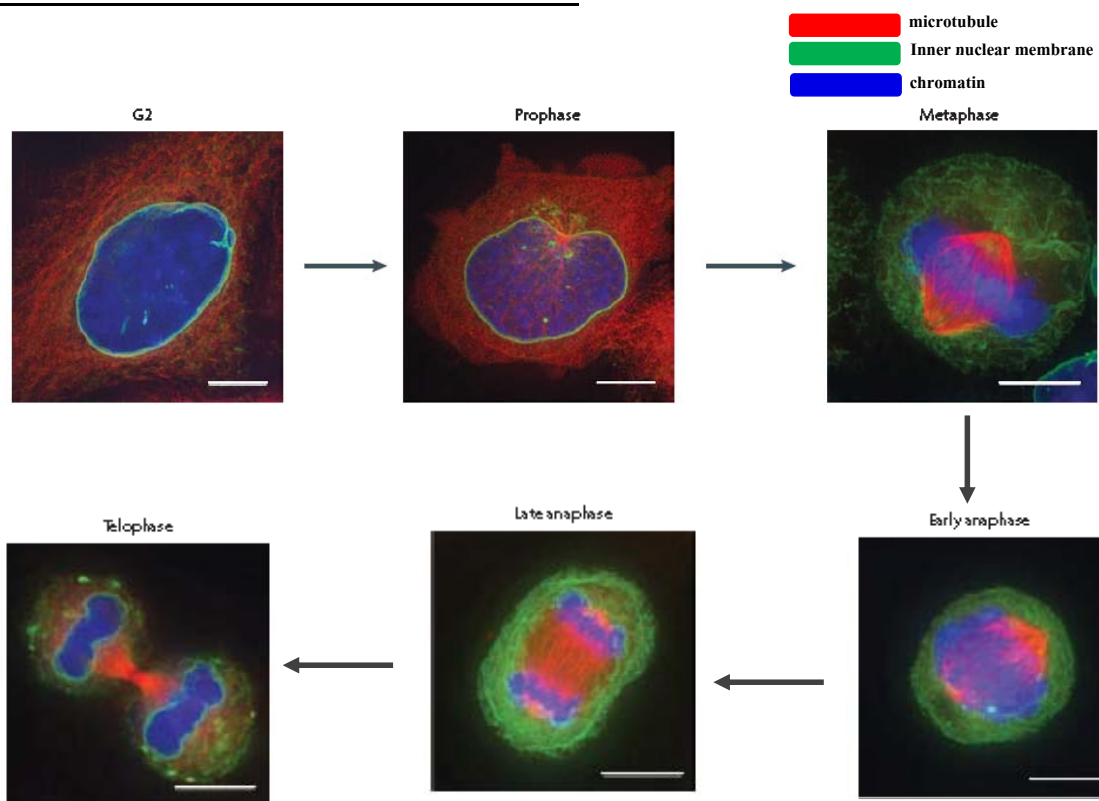 microtubule
Inner nuclear membrane
chromatin
G2
Prophase
Metaphase
Telophase
Late anaphase
Early anaphase